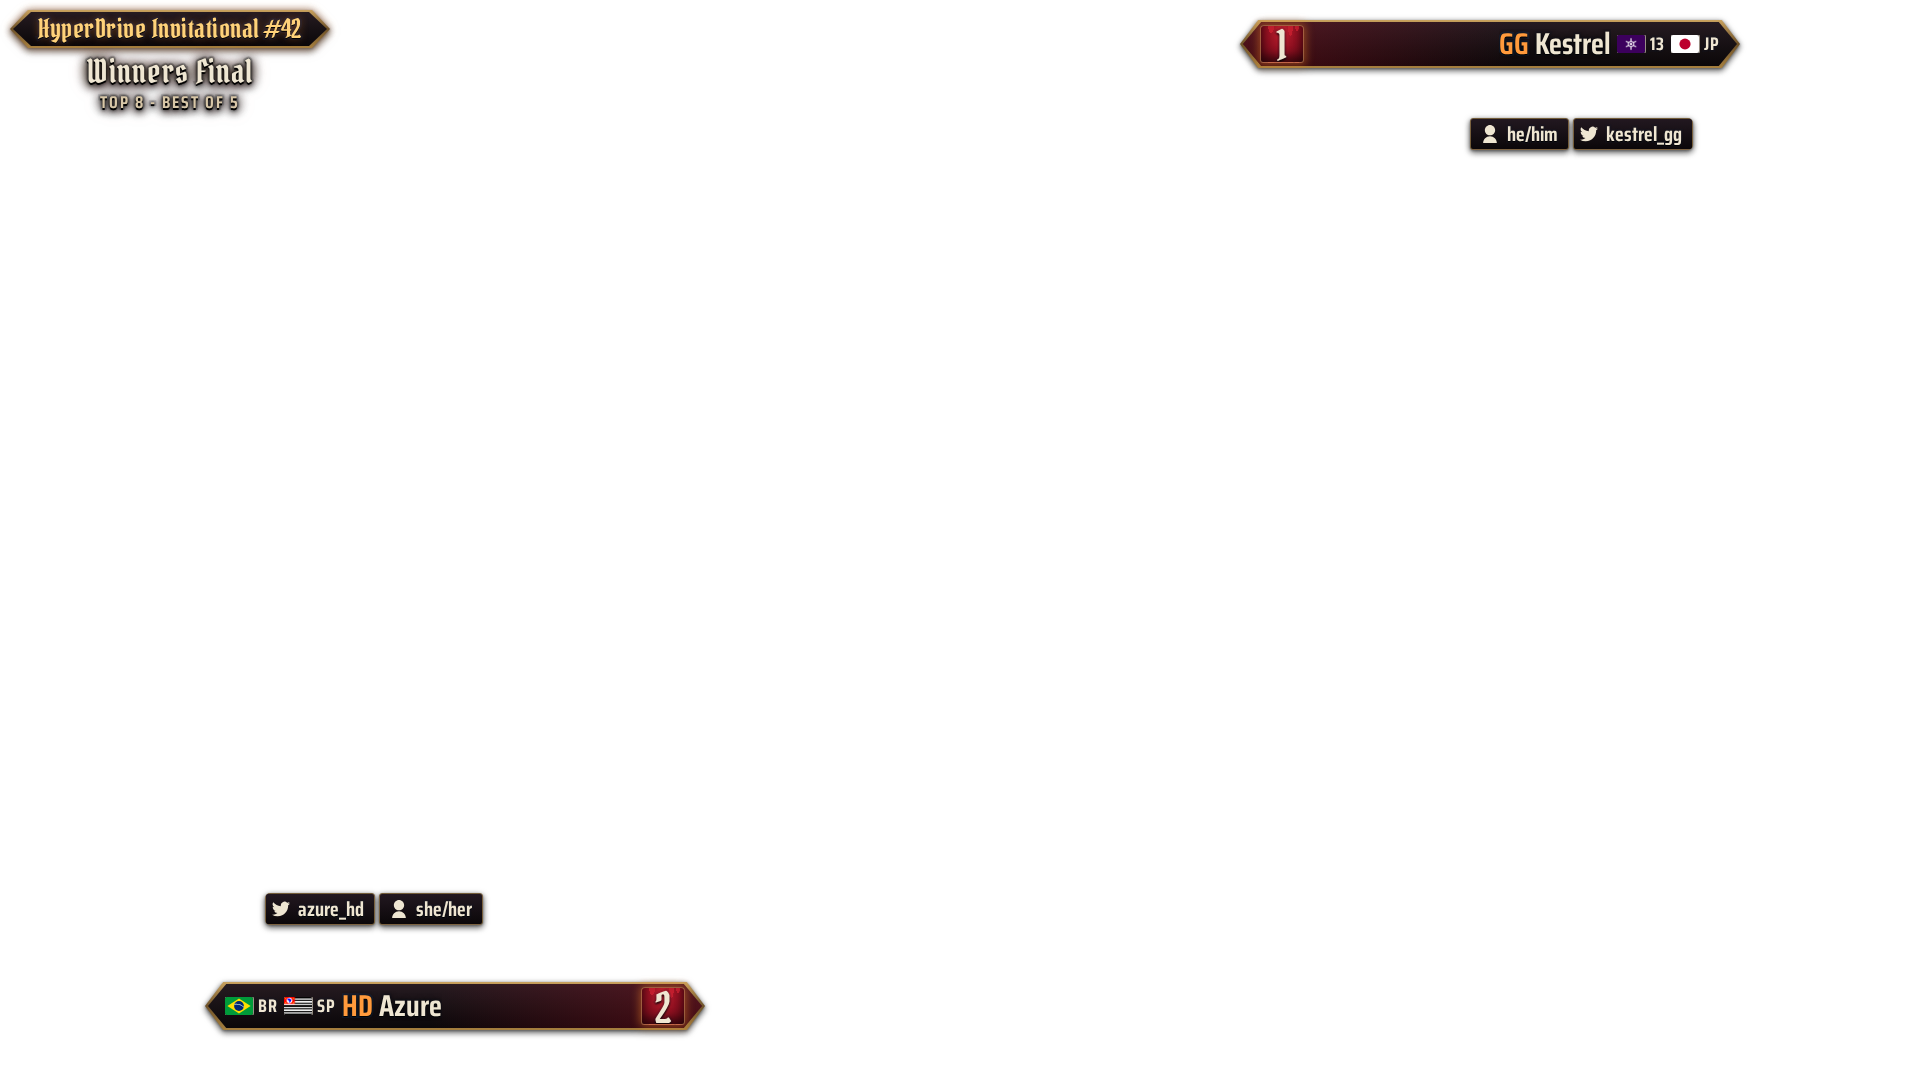 HyperDrive Invitational #42
Winners Final
TOP 8 - BEST OF 5
1 GG Kestrel 13 JP
he/him kestrel_gg
azure_hd she/her
BR SP HD Azure 2